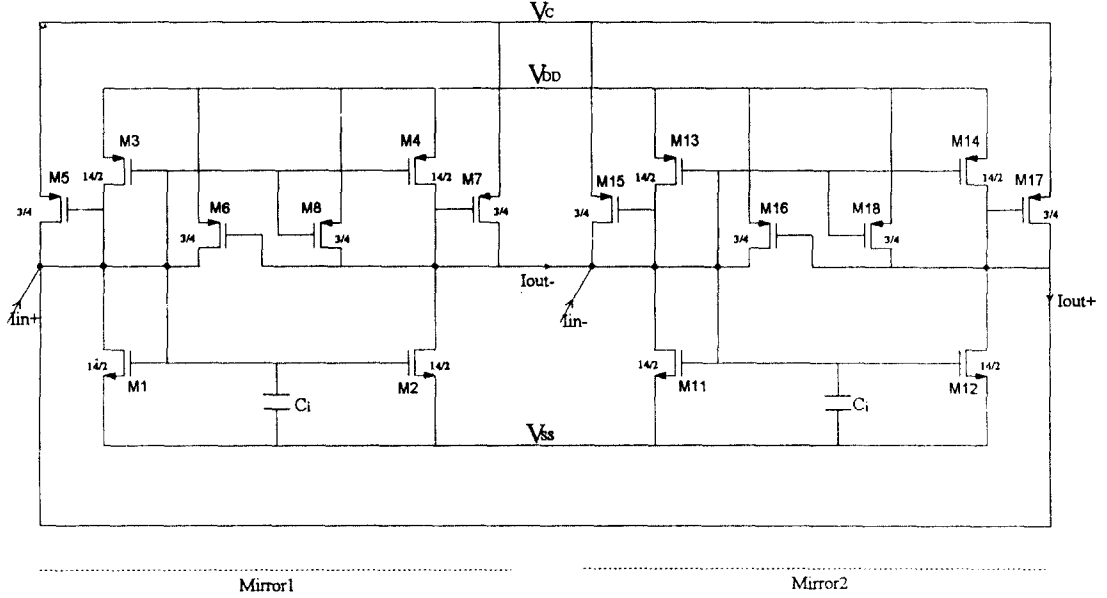 VC
VDD
M3
M4
M13
M14
14/2
14/2
14/2
14/2
M5
M7
M15
M17
3/4
3/4
3/4
3/4
M6
M8
M16
M18
3/4
3/4
3/4
3/4
Iout-
Iin+
Iin-
Iout+
14/2
14/2
14/2
14/2
M1
M2
M11
M12
Ci
Ci
VSS
Mirror1
Mirror2